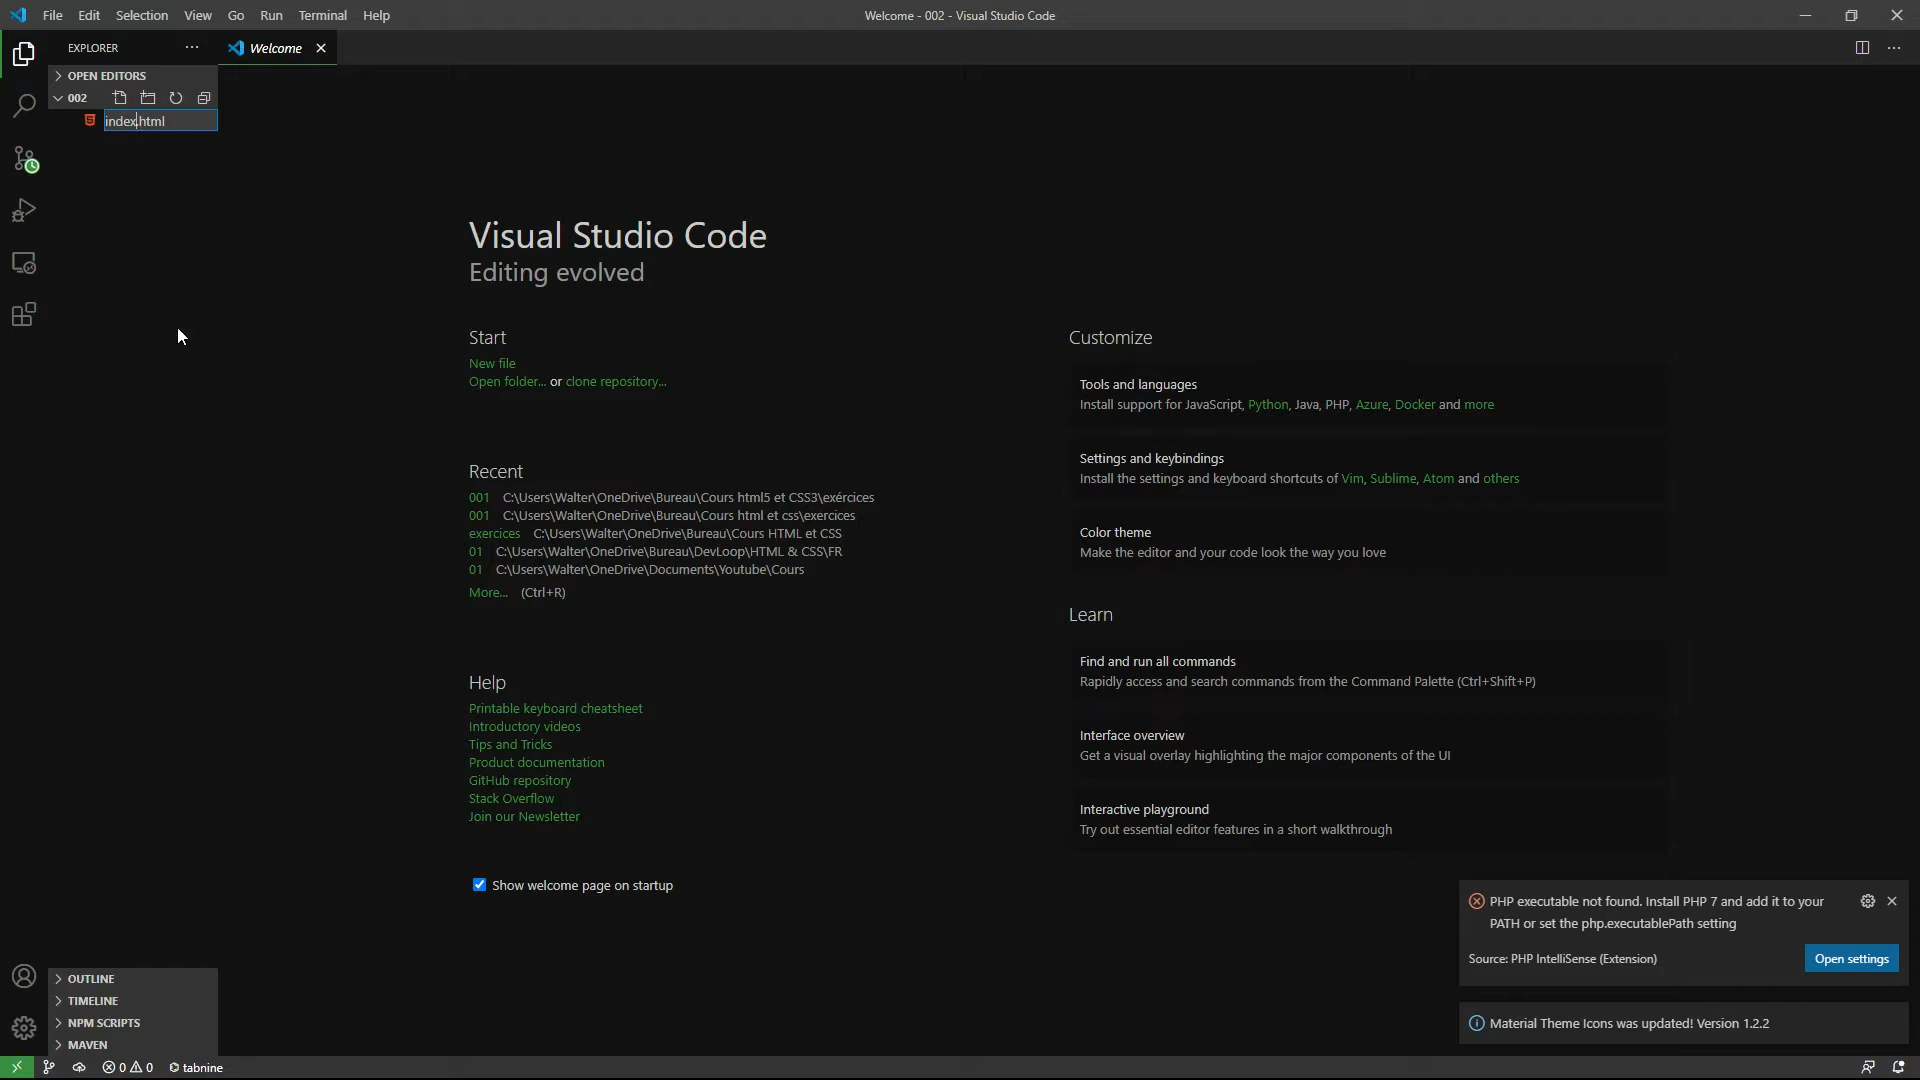 File Edit Selection View Go Run Terminal Help
Welcome - 002 - Visual Studio Code
EXPLORER
Welcome
OPEN EDITORS
002
index.html
Visual Studio Code
Editing evolved
Start
New file
Open folder... or clone repository...
Recent
001 C:\Users\Walter\OneDrive\Bureau\Cours html5 et CSS3\exércices
001 C:\Users\Walter\OneDrive\Bureau\Cours html et css\exercices
exercices C:\Users\Walter\OneDrive\Bureau\Cours HTML et CSS
01 C:\Users\Walter\OneDrive\Bureau\DevLoop\HTML & CSS\FR
01 C:\Users\Walter\OneDrive\Documents\Youtube\Cours
More... (Ctrl+R)
Help
Printable keyboard cheatsheet
Introductory videos
Tips and Tricks
Product documentation
GitHub repository
Stack Overflow
Join our Newsletter
Show welcome page on startup
Customize
Tools and languages
Install support for JavaScript, Python, Java, PHP, Azure, Docker and more
Settings and keybindings
Install the settings and keyboard shortcuts of Vim, Sublime, Atom and others
Color theme
Make the editor and your code look the way you love
Learn
Find and run all commands
Rapidly access and search commands from the Command Palette (Ctrl+Shift+P)
Interface overview
Get a visual overlay highlighting the major components of the UI
Interactive playground
Try out essential editor features in a short walkthrough
PHP executable not found. Install PHP 7 and add it to your
PATH or set the php.executablePath setting
Source: PHP IntelliSense (Extension)
Open settings
Material Theme Icons was updated! Version 1.2.2
OUTLINE
TIMELINE
NPM SCRIPTS
MAVEN
0 0 tabnine